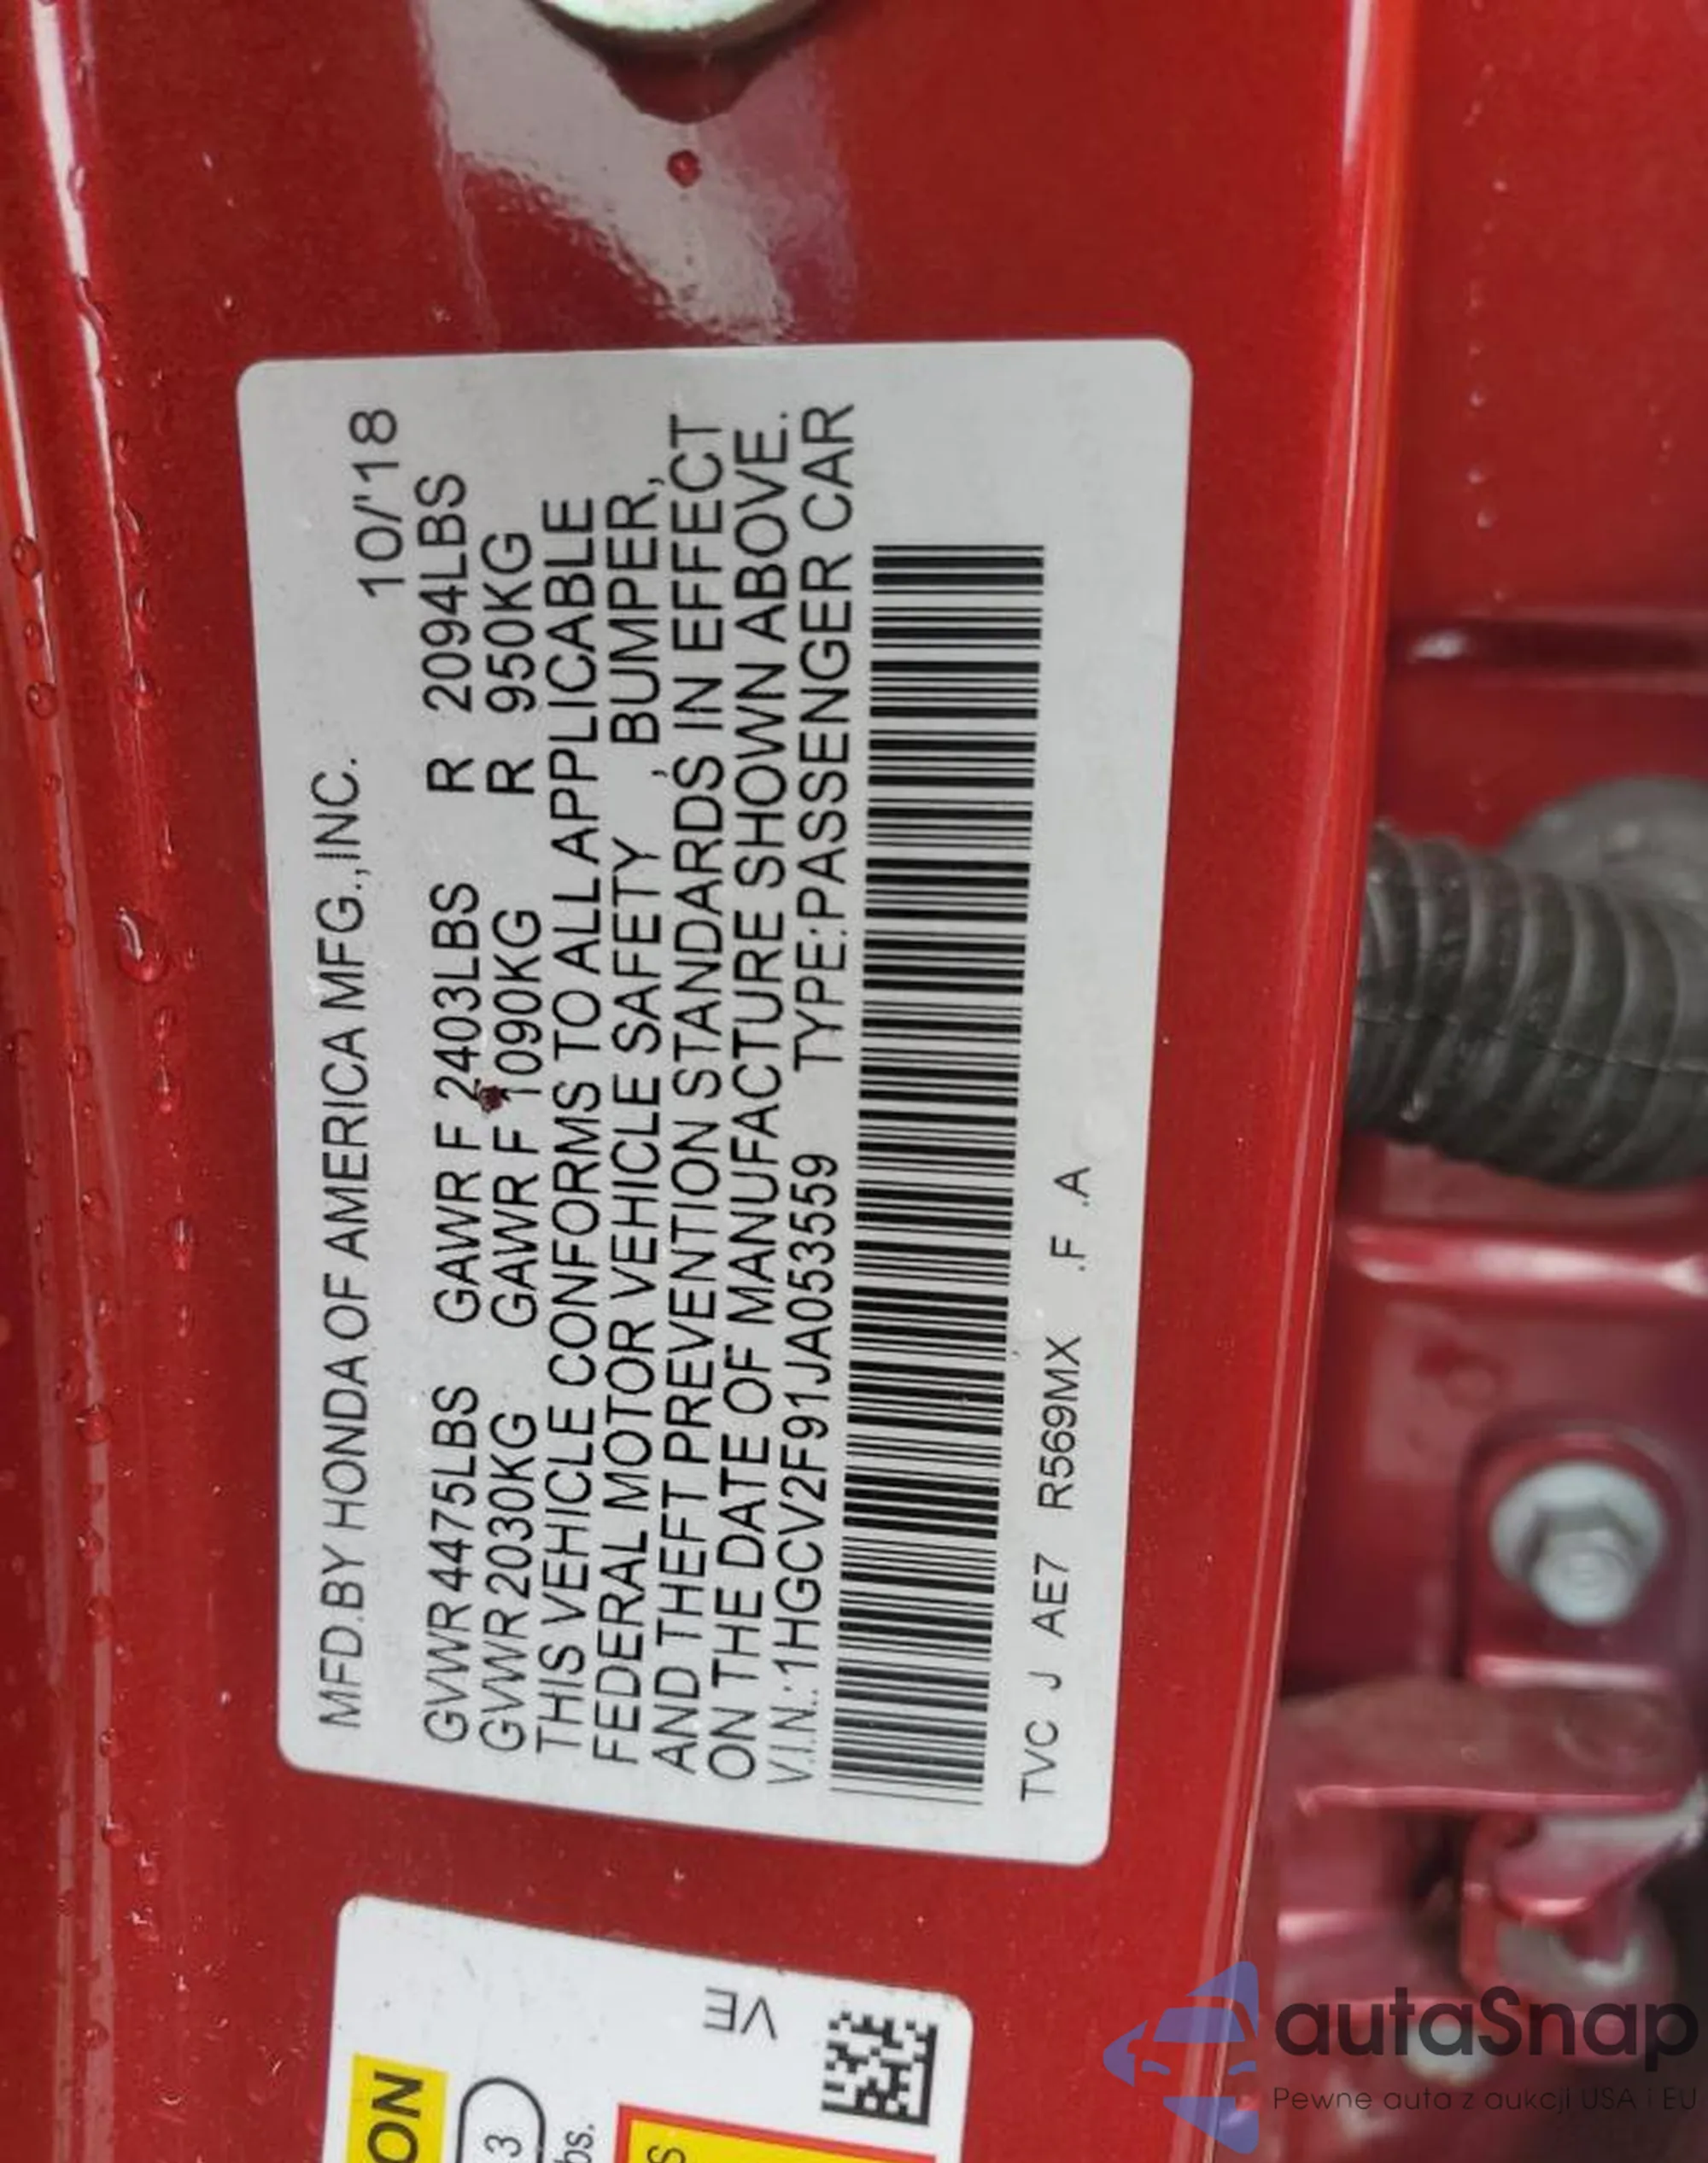 MFD.BY HONDA OF AMERICA MFG.,INC.
10/'18
GVWR 4475LBS GAWR F 2403LBS R 2094LBS
GVWR 2030KG GAWR F 1090KG R 950KG
THIS VEHICLE CONFORMS TO ALL APPLICABLE
FEDERAL MOTOR VEHICLE SAFETY , BUMPER,
AND THEFT PREVENTION STANDARDS IN EFFECT
ON THE DATE OF MANUFACTURE SHOWN ABOVE.
V.I.N.:1HGCV2F91JA053559 TYPE:PASSENGER CAR
TVC J AE7 R569MX .F .A
VE
ON
3
bs.
S
autaSnap
Pewne auta z aukcji USA i EU